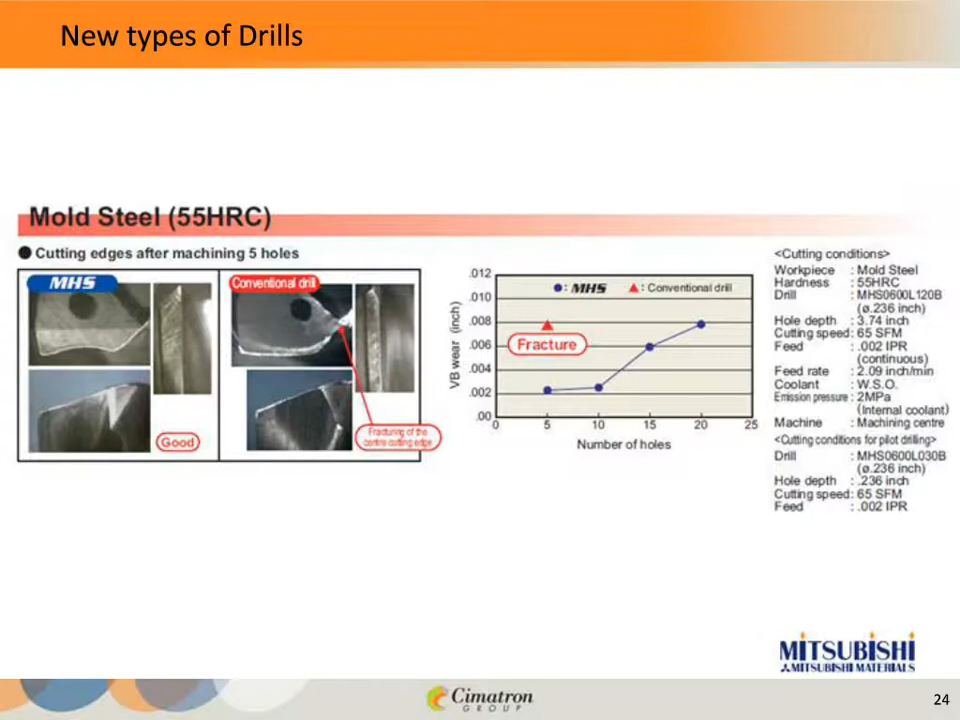 New types of Drills
Mold Steel (55HRC)
● Cutting edges after machining 5 holes
MHS
Conventional drill
Good
Fracturing of the
centre cutting edge
VB wear (inch)
.012
.010
.008
.006
.004
.002
.00
0 5 10 15 20 25
Number of holes
● : MHS ▲ : Conventional drill
Fracture
<Cutting conditions>
Workpiece : Mold Steel
Hardness : 55HRC
Drill : MHS0600L120B
(ø.236 inch)
Hole depth : 3.74 inch
Cutting speed : 65 SFM
Feed : .002 IPR
(continuous)
Feed rate : 2.09 inch/min
Coolant : W.S.O.
Emission pressure : 2MPa
(Internal coolant)
Machine : Machining centre
<Cutting conditions for pilot drilling>
Drill : MHS0600L030B
(ø.236 inch)
Hole depth : .236 inch
Cutting speed : 65 SFM
Feed : .002 IPR
MITSUBISHI
MITSUBISHI MATERIALS
Cimatron
GROUP
24